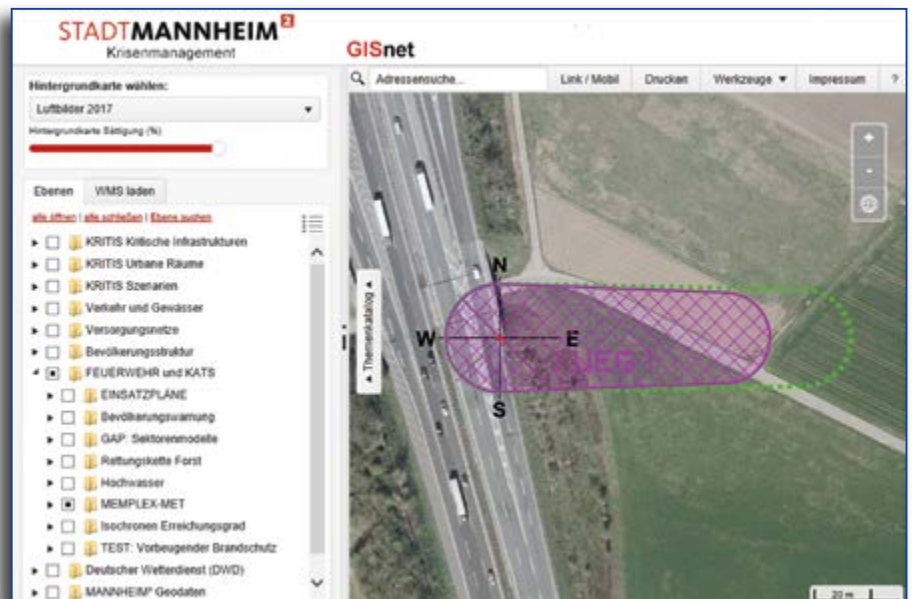 STADTMANNHEIM²
Krisenmanagement
GISnet
Hintergrundkarte wählen:
Luftbilder 2017
Hintergrundkarte Sättigung (%)
Ebenen WMS laden
alle öffnen | alle schließen | Ebene suchen
KRITIS Kritische Infrastrukturen
KRITIS Urbane Räume
KRITIS Szenarien
Verkehr und Gewässer
Versorgungsnetze
Bevölkerungsstruktur
FEUERWEHR und KATS
EINSATZPLÄNE
Bevölkerungswarnung
GAP: Sektorenmodelle
Rettungskette Forst
Hochwasser
MEMPLEX-MET
Isochronen Erreichungsgrad
TEST: Vorbeugender Brandschutz
Deutscher Wetterdienst (DWD)
MANNHEIM² Geodaten
Adressensuche... Link / Mobil Drucken Werkzeuge ▼ Impressum ?
+
-
Themenkatalog
N
W E
S
20 m